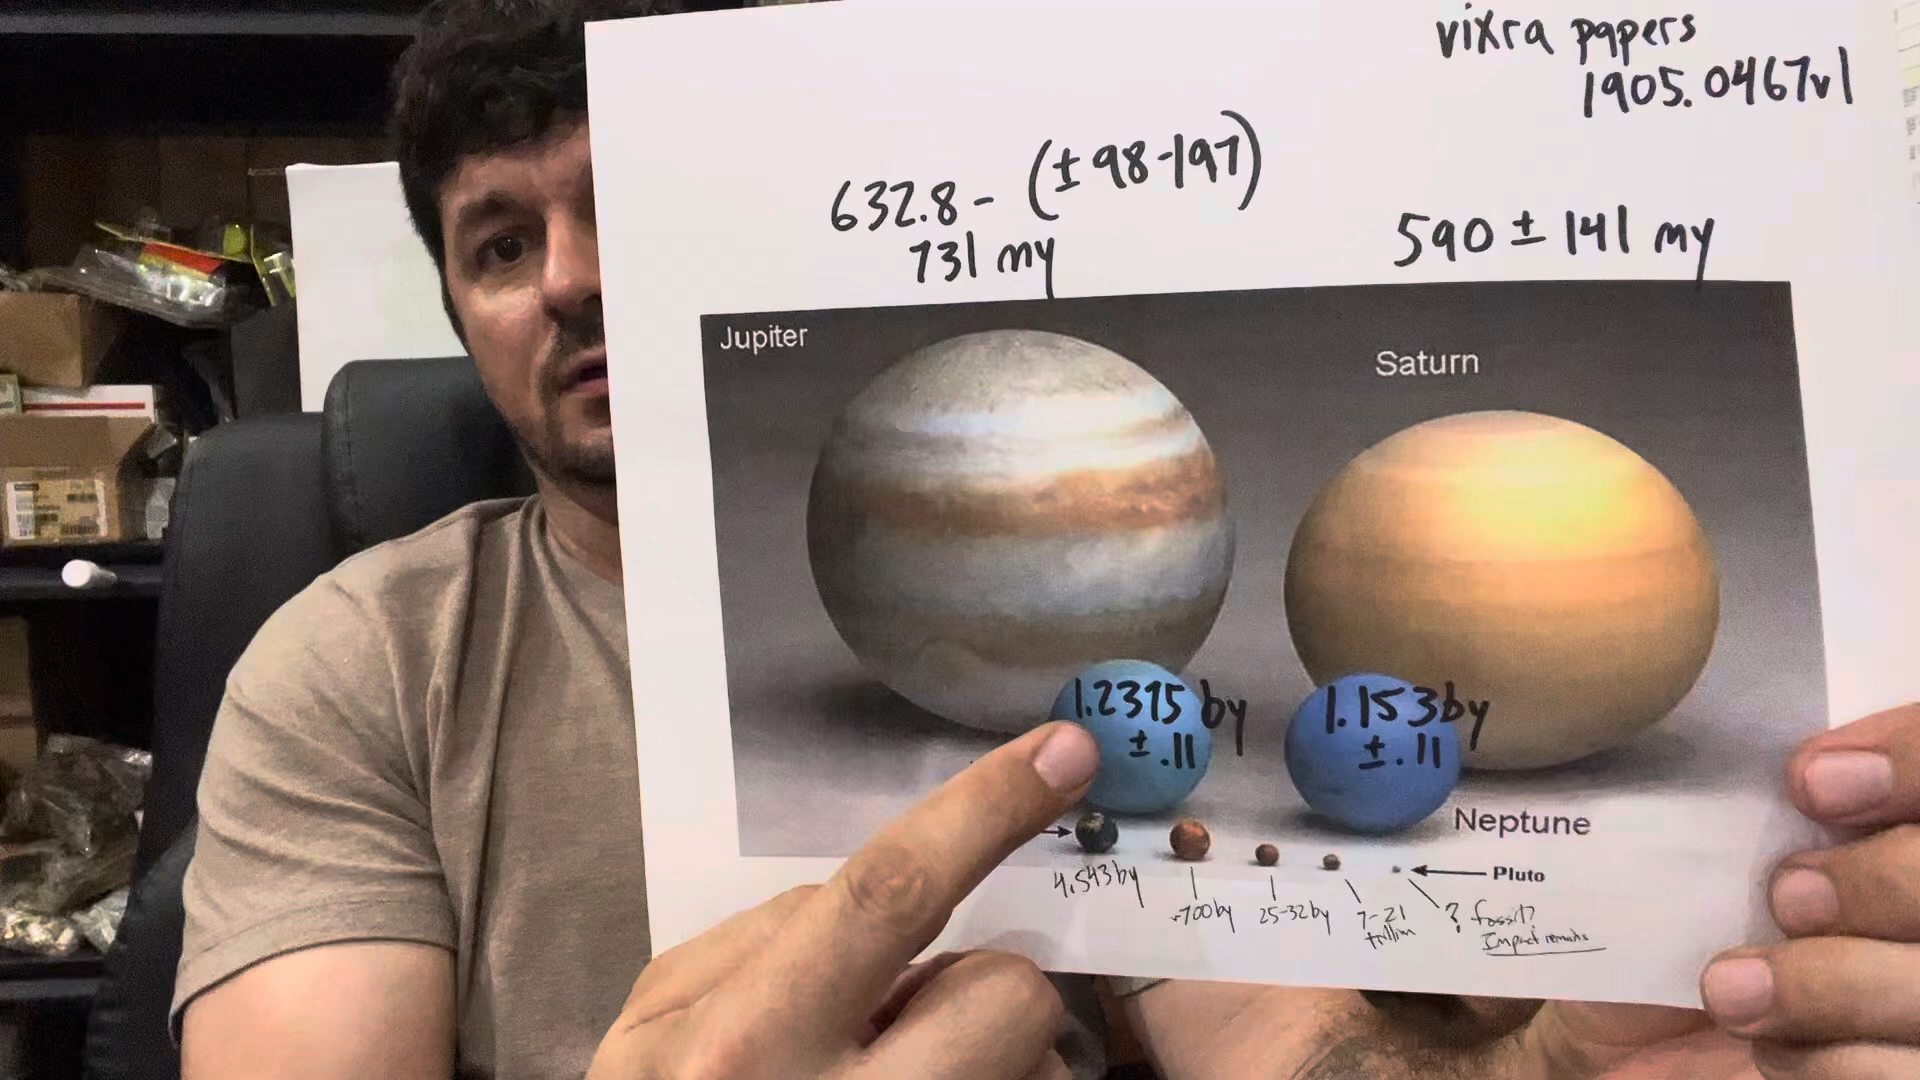 vixra papers
1905.0467v1
632.8 - (± 98-197)
731 my
590 ± 141 my
Jupiter
Saturn
1.2375 by
± .11
1.153by
± .11
Neptune
Pluto
4.543by
25-32by
7-21
trillion
? fossil?
Impact remains